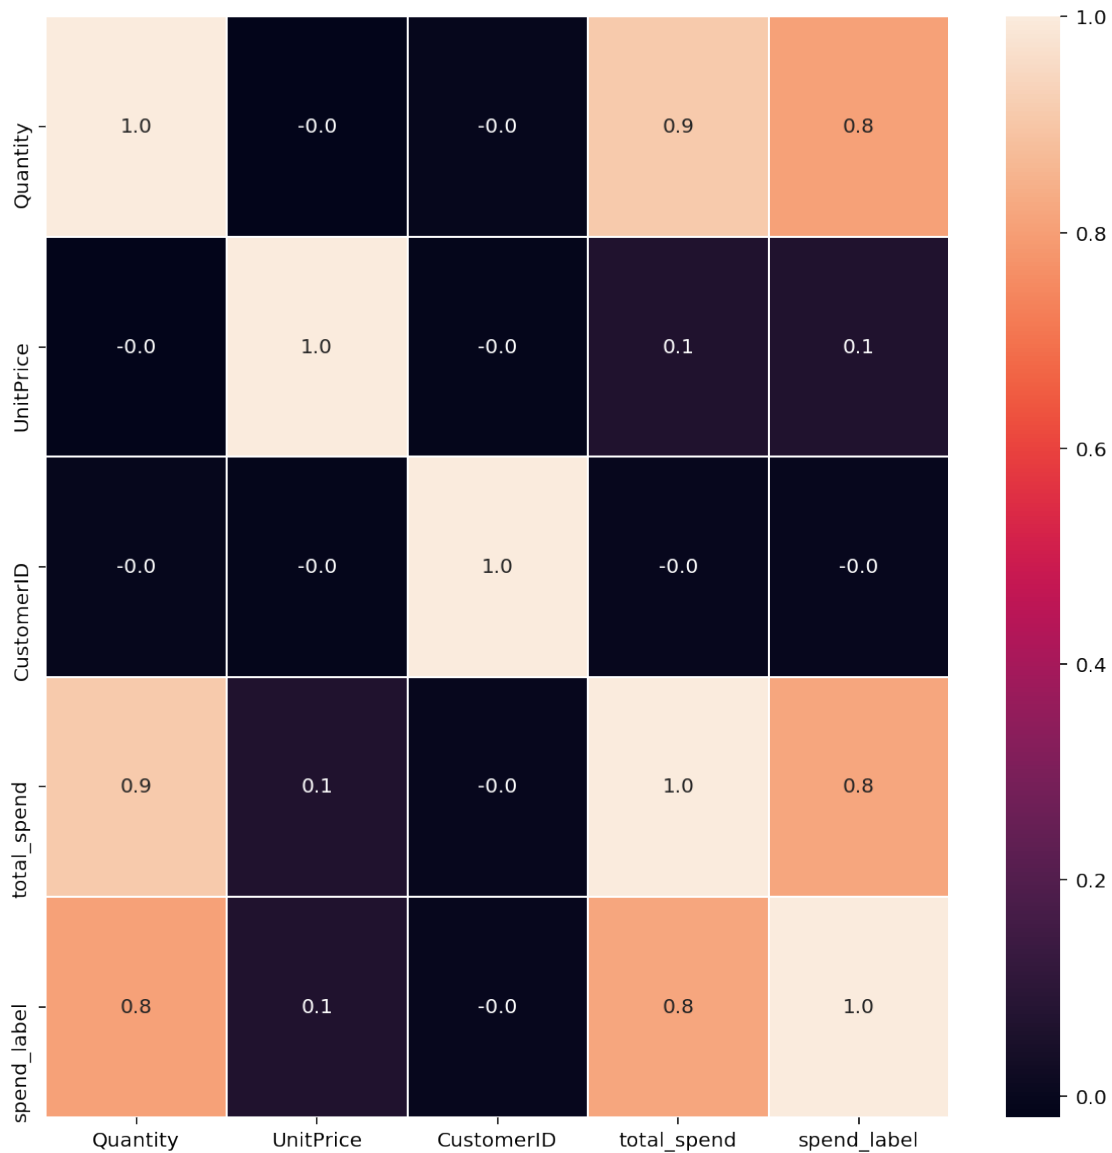 Quantity 1.0 -0.0 -0.0 0.9 0.8
UnitPrice -0.0 1.0 -0.0 0.1 0.1
CustomerID -0.0 -0.0 1.0 -0.0 -0.0
total_spend 0.9 0.1 -0.0 1.0 0.8
spend_label 0.8 0.1 -0.0 0.8 1.0
Quantity UnitPrice CustomerID total_spend spend_label
1.0
0.8
0.6
0.4
0.2
0.0